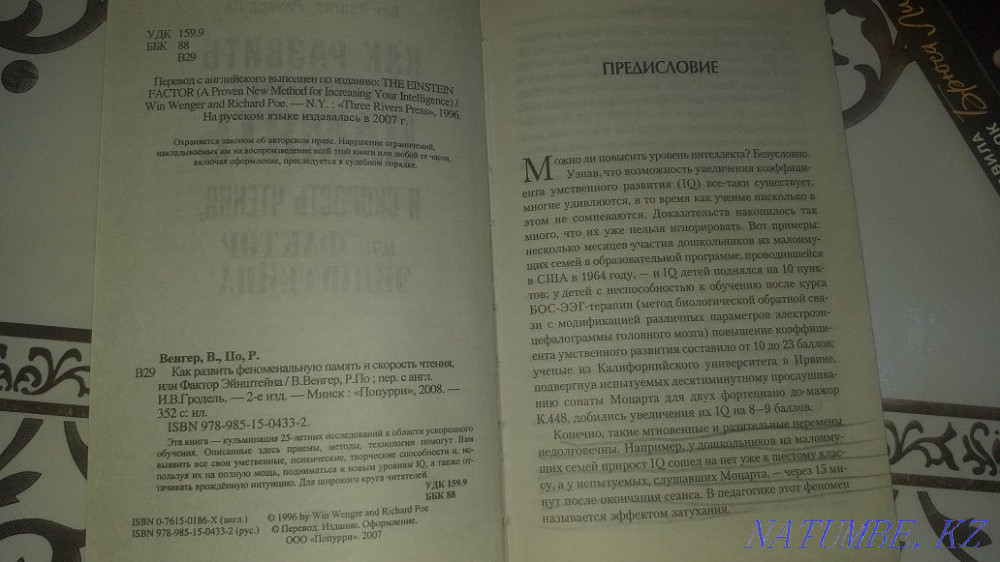 УДК 159.9
ББК 88
В29
Перевод с английского выполнен по изданию: THE EINSTEIN
FACTOR (A Proven New Method for Increasing Your Intelligence) /
Win Wenger and Richard Poe. — N.Y. : «Three Rivers Press», 1996.
На русском языке издавалась в 2007 г.
Охраняется законом об авторском праве. Нарушение ограничений,
накладываемых им на воспроизведение всей этой книги или любой ее части,
включая оформление, преследуется в судебном порядке.
Венгер, В., По, Р.
В29 Как развить феноменальную память и скорость чтения,
или Фактор Эйнштейна / В.Венгер, Р.По ; пер. с англ.
И.В.Гродель. — 2-е изд. — Минск : «Попурри», 2008. —
352 с: ил.
ISBN 978-985-15-0433-2.
Эта книга — кульминация 25-летних исследований в области ускоренного
обучения. Описанные здесь приемы, методы, технологии помогут Вам
выявить все свои умственные, психические, творческие способности и, ис-
пользуя их на полную мощь, подниматься к новым уровням IQ, а также от-
тачивать врождённую интуицию. Для широкого круга читателей.
УДК 159.9
ББК 88
ISBN 0-7615-0186-X (англ.) © 1996 by Win Wenger and Richard Poe
ISBN 978-985-15-0433-2 (рус.) © Перевод. Издание. Оформление.
ООО «Попурри», 2007
ПРЕДИСЛОВИЕ
Можно ли повысить уровень интеллекта? Безусловно.
Узнав, что возможность увеличения коэффици-
ента умственного развития (IQ) все-таки существует,
многие удивляются, в то время как ученые нисколько в
этом не сомневаются. Доказательств накопилось так
много, что их уже нельзя игнорировать. Вот примеры:
несколько месяцев участия дошкольников из малоиму-
щих семей в образовательной программе, проводившейся
в США в 1964 году, — и IQ детей поднялся на 10 пунк-
тов; у детей с неспособностью к обучению после курса
БОС-ЭЭГ-терапии (метод биологической обратной свя-
зи с модификацией различных параметров электроэн-
цефалограммы головного мозга) повышение коэффици-
ента умственного развития составило от 10 до 23 баллов;
ученые из Калифорнийского университета в Ирвине,
подвергнув испытуемых десятиминутному прослушива-
нию сонаты Моцарта для двух фортепиано до-мажор
К.448, добились увеличения их IQ на 8–9 баллов.
Конечно, такие мгновенные и разительные перемены
недолговечны. Например, у дошкольников из малоиму-
щих семей прирост IQ сошел на нет уже к шестому клас-
су, а у испытуемых, слушавших Моцарта, — через 15 ми-
нут после окончания сеанса. В педагогике этот феномен
называется эффектом затухания.
Брюса Ли
NATUMBE.KZ